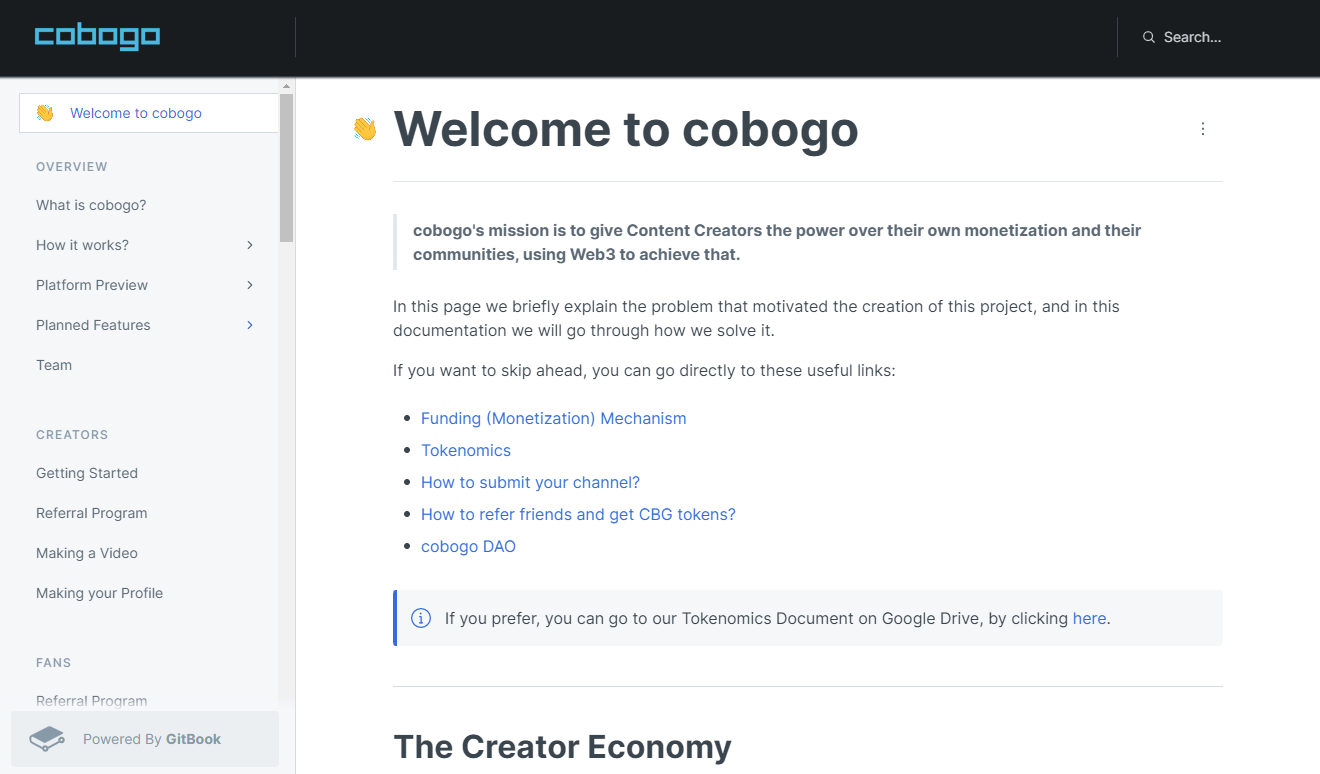 cobogo
Search...
Welcome to cobogo
OVERVIEW
What is cobogo?
How it works?
Platform Preview
Planned Features
Team
CREATORS
Getting Started
Referral Program
Making a Video
Making your Profile
FANS
Referral Program
Powered By GitBook
Welcome to cobogo
cobogo's mission is to give Content Creators the power over their own monetization and their
communities, using Web3 to achieve that.
In this page we briefly explain the problem that motivated the creation of this project, and in this
documentation we will go through how we solve it.
If you want to skip ahead, you can go directly to these useful links:
Funding (Monetization) Mechanism
Tokenomics
How to submit your channel?
How to refer friends and get CBG tokens?
cobogo DAO
If you prefer, you can go to our Tokenomics Document on Google Drive, by clicking here.
The Creator Economy